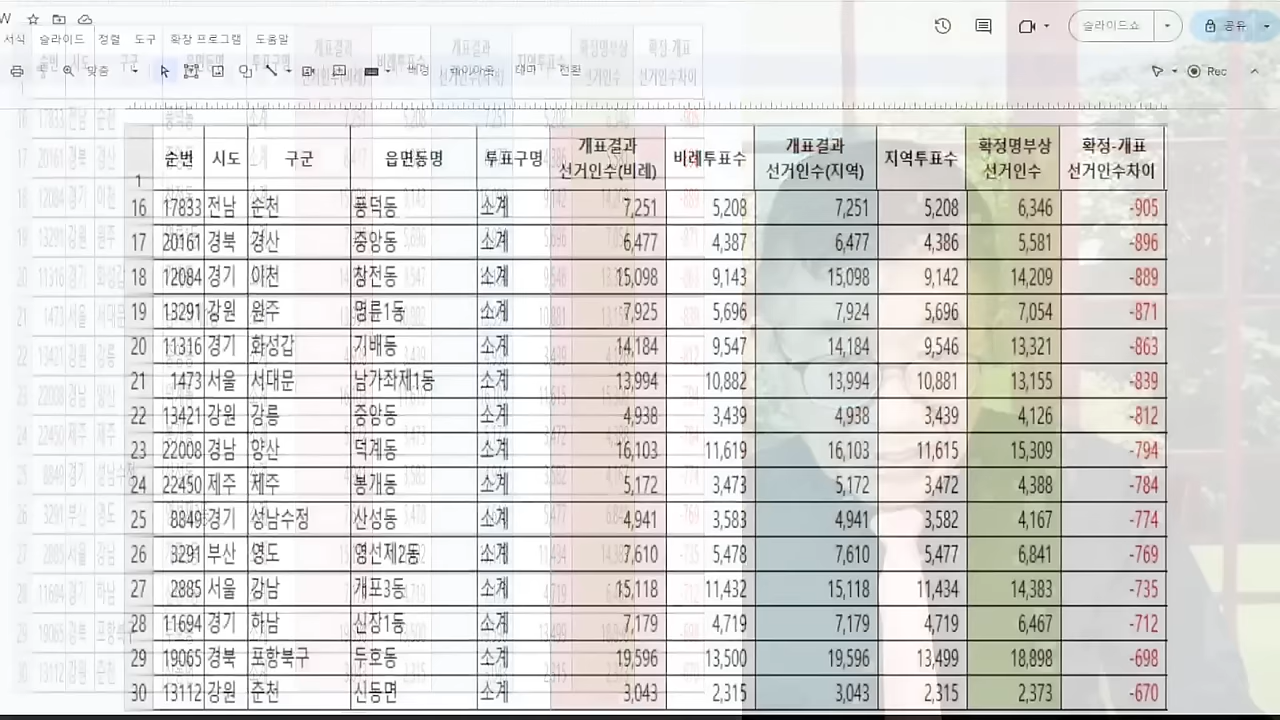 서식 슬라이드 정렬 도구 확장 프로그램 도움말
슬라이드쇼 공유
맞춤 배경 레이아웃 테마 전환 Rec
1 순번 시도 구군 읍면동명 투표구명 개표결과 선거인수(비례) 비례투표수 개표결과 선거인수(지역) 지역투표수 확정명부상 선거인수 확정-개표 선거인수차이
16 17833 전남 순천 풍덕동 소계 7,251 5,208 7,251 5,208 6,346 -905
17 20161 경북 경산 중앙동 소계 6,477 4,387 6,477 4,386 5,581 -896
18 12084 경기 이천 창전동 소계 15,098 9,143 15,098 9,142 14,209 -889
19 13291 강원 원주 명륜1동 소계 7,925 5,696 7,924 5,696 7,054 -871
20 11316 경기 화성갑 기배동 소계 14,184 9,547 14,184 9,546 13,321 -863
21 1473 서울 서대문 남가좌제1동 소계 13,994 10,882 13,994 10,881 13,155 -839
22 13421 강원 강릉 중앙동 소계 4,938 3,439 4,938 3,439 4,126 -812
23 22008 경남 양산 덕계동 소계 16,103 11,619 16,103 11,615 15,309 -794
24 22450 제주 제주 봉개동 소계 5,172 3,473 5,172 3,472 4,388 -784
25 8849 경기 성남수정 산성동 소계 4,941 3,583 4,941 3,582 4,167 -774
26 3291 부산 영도 영선제2동 소계 7,610 5,478 7,610 5,477 6,841 -769
27 2885 서울 강남 개포3동 소계 15,118 11,432 15,118 11,434 14,383 -735
28 11694 경기 하남 신장1동 소계 7,179 4,719 7,179 4,719 6,467 -712
29 19065 경북 포항북구 두호동 소계 19,596 13,500 19,596 13,499 18,898 -698
30 13112 강원 춘천 신동면 소계 3,043 2,315 3,043 2,315 2,373 -670